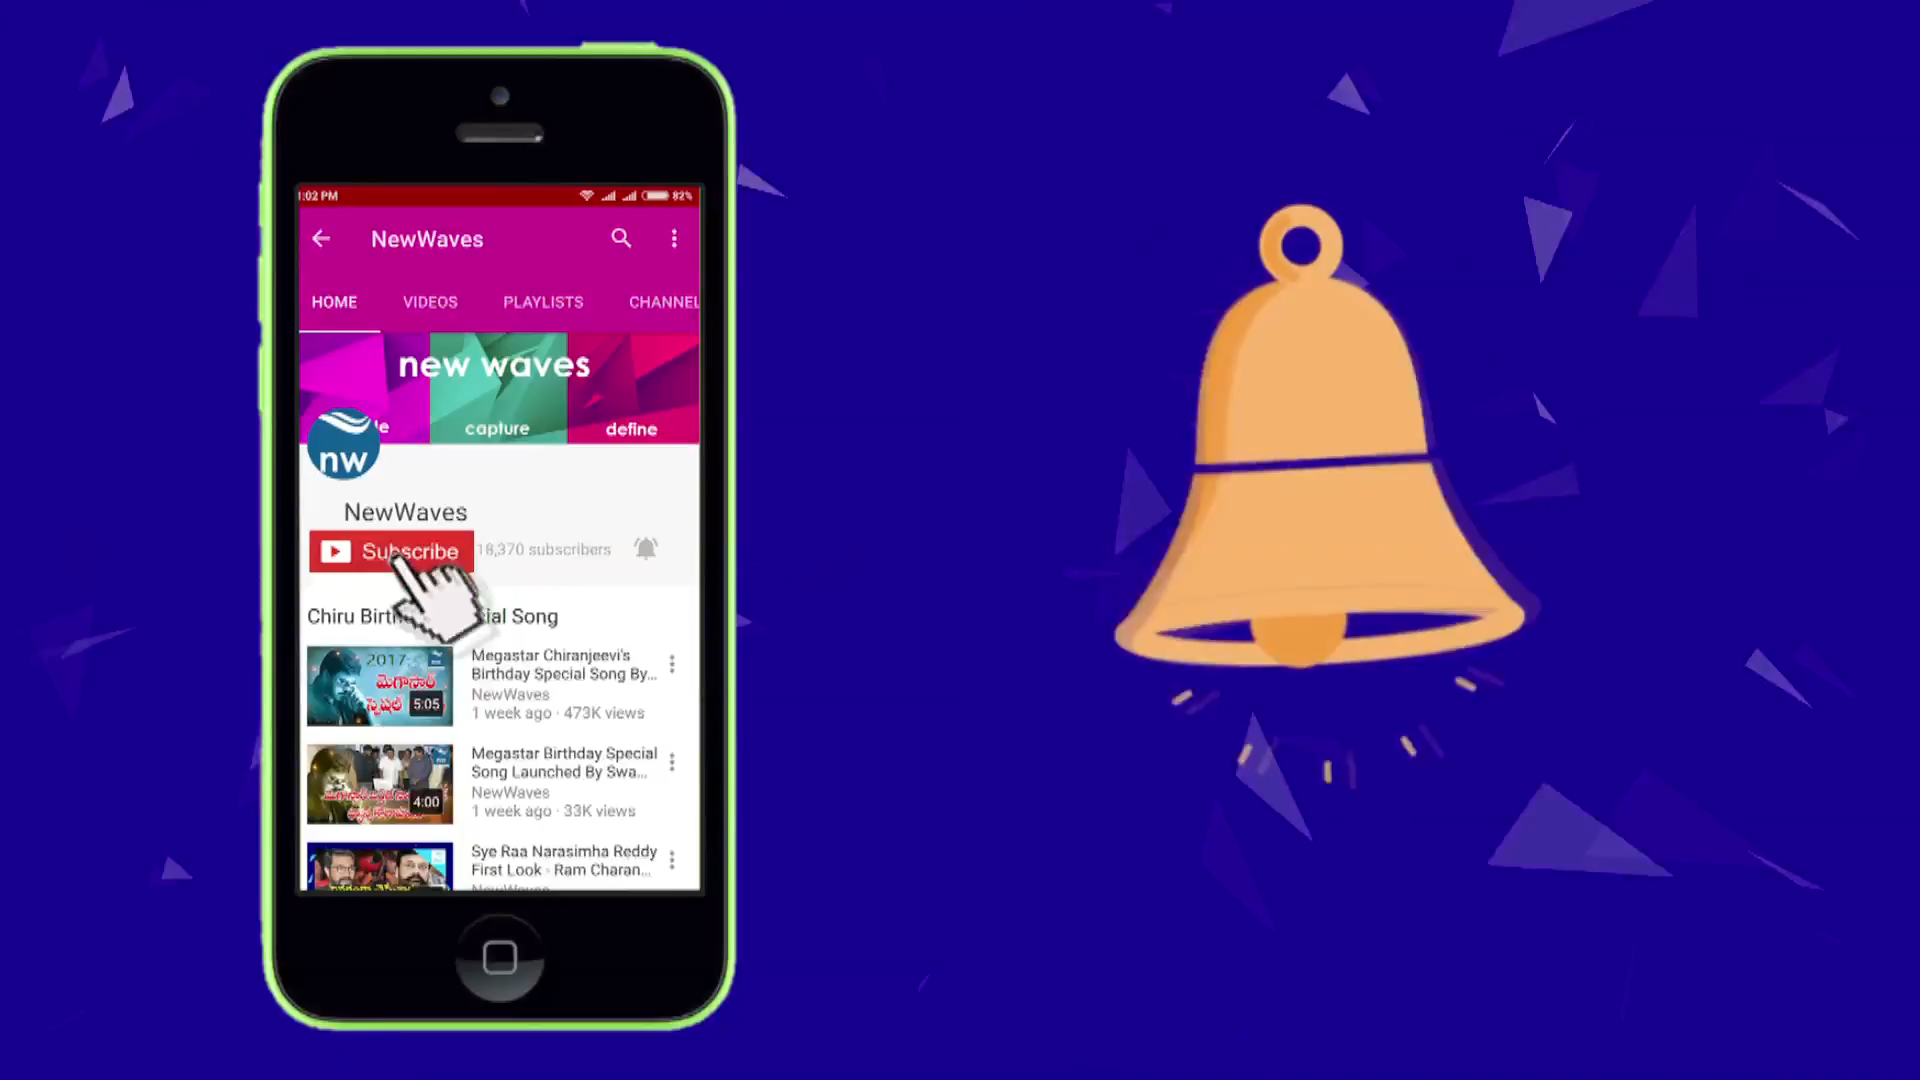 1:02 PM
82%
NewWaves
HOME VIDEOS PLAYLISTS CHANNEL
new waves
capture define
nw
NewWaves
Subscribe 18,370 subscribers
Chiru Song
2017
మెగాస్టార్
స్పెషల్
5:05
Megastar Chiranjeevi's
Birthday Special Song By...
NewWaves
1 week ago · 473K views
4:00
Megastar Birthday Special
Song Launched By Swa...
NewWaves
1 week ago · 33K views
Sye Raa Narasimha Reddy
First Look - Ram Charan...
NewWaves